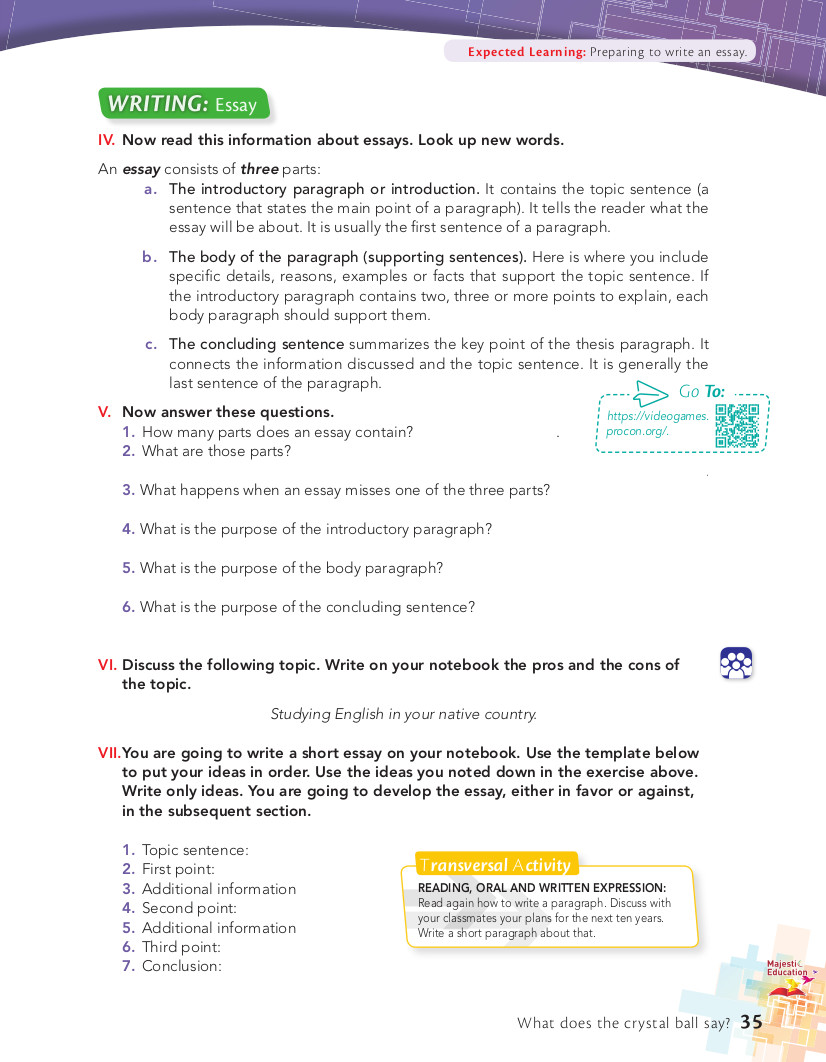 Expected Learning: Preparing to write an essay.
WRITING: Essay
IV. Now read this information about essays. Look up new words.
An essay consists of three parts:
a. The introductory paragraph or introduction. It contains the topic sentence (a
sentence that states the main point of a paragraph). It tells the reader what the
essay will be about. It is usually the first sentence of a paragraph.
b. The body of the paragraph (supporting sentences). Here is where you include
specific details, reasons, examples or facts that support the topic sentence. If
the introductory paragraph contains two, three or more points to explain, each
body paragraph should support them.
c. The concluding sentence summarizes the key point of the thesis paragraph. It
connects the information discussed and the topic sentence. It is generally the
last sentence of the paragraph.
Go To:
https://videogames.
procon.org/.
V. Now answer these questions.
1. How many parts does an essay contain? .
2. What are those parts?
.
3. What happens when an essay misses one of the three parts?
4. What is the purpose of the introductory paragraph?
5. What is the purpose of the body paragraph?
6. What is the purpose of the concluding sentence?
VI. Discuss the following topic. Write on your notebook the pros and the cons of
the topic.
Studying English in your native country.
VII.You are going to write a short essay on your notebook. Use the template below
to put your ideas in order. Use the ideas you noted down in the exercise above.
Write only ideas. You are going to develop the essay, either in favor or against,
in the subsequent section.
1. Topic sentence:
2. First point:
3. Additional information
4. Second point:
5. Additional information
6. Third point:
7. Conclusion:
Transversal Activity
READING, ORAL AND WRITTEN EXPRESSION:
Read again how to write a paragraph. Discuss with
your classmates your plans for the next ten years.
Write a short paragraph about that.
Majestic
Education
What does the crystal ball say? 35